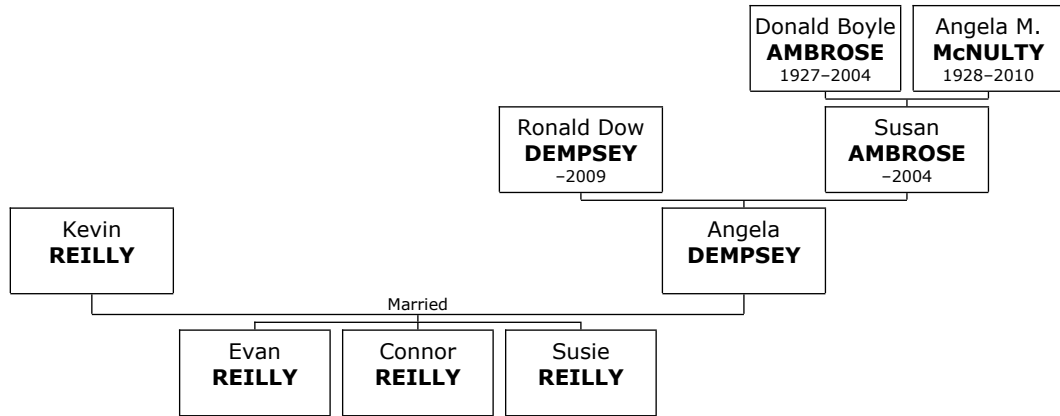 Donald Boyle
AMBROSE
1927–2004
Angela M.
McNULTY
1928–2010
Ronald Dow
DEMPSEY
–2009
Susan
AMBROSE
–2004
Kevin
REILLY
Angela
DEMPSEY
Married
Evan
REILLY
Connor
REILLY
Susie
REILLY